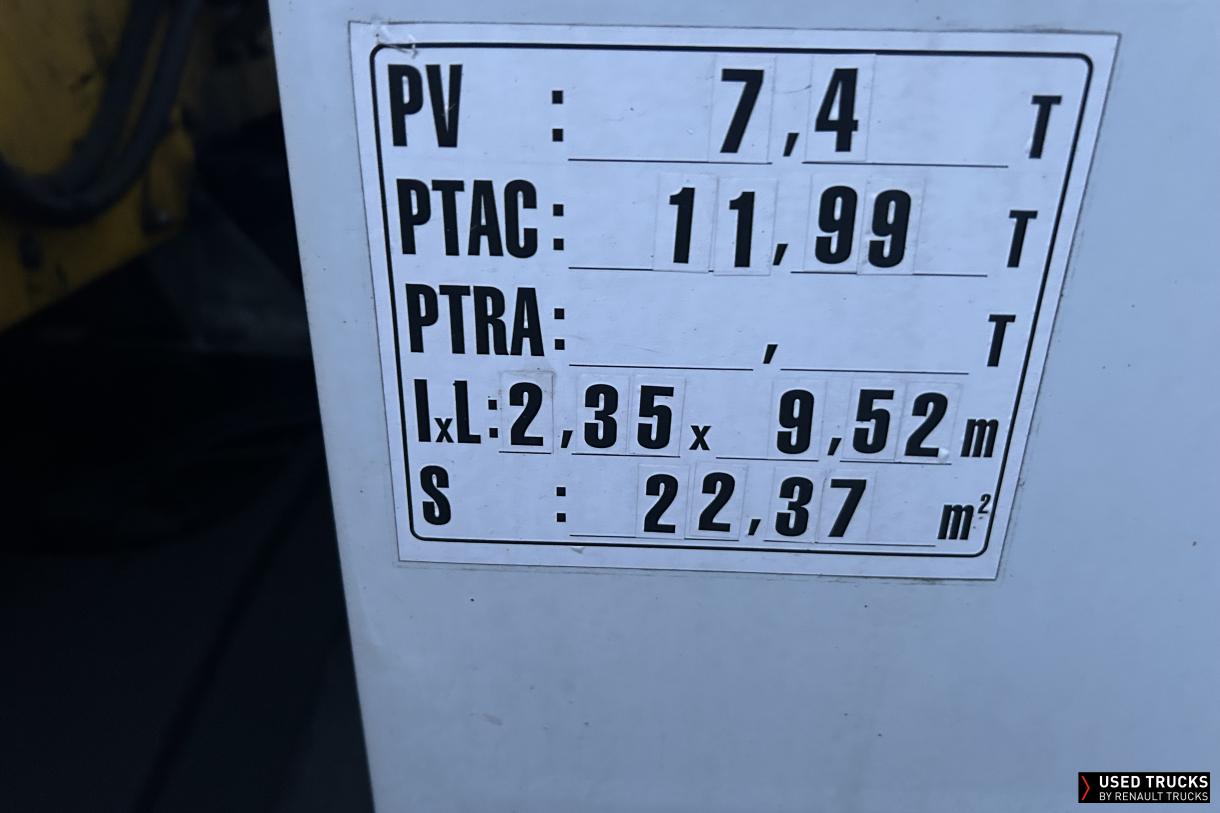 PV : 7,4 T
PTAC : 11,99 T
PTRA : , T
lxL: 2,35 x 9,52 m
S : 22,37 m²
USED TRUCKS
BY RENAULT TRUCKS